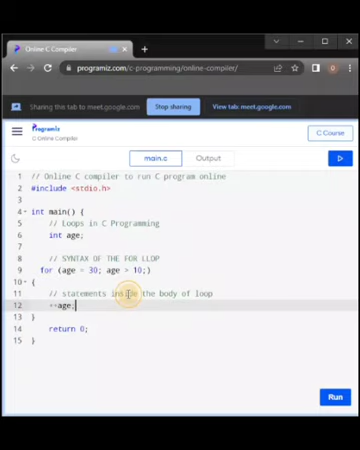 Online C Compiler
programiz.com/c-programming/online-compiler/
Sharing this tab to meet.google.com
Stop sharing
View tab: meet.google.com
Programiz
C Online Compiler
C Course
main.c
Output
1 // Online C compiler to run C program online
2 #include <stdio.h>
3
4 int main() {
5 // Loops in C Programming
6 int age;
7
8 // SYNTAX OF THE FOR LLOP
9 for (age = 30; age > 10;)
10 {
11 // statements inside the body of loop
12 age;
13 }
14 return 0;
15 }
Run